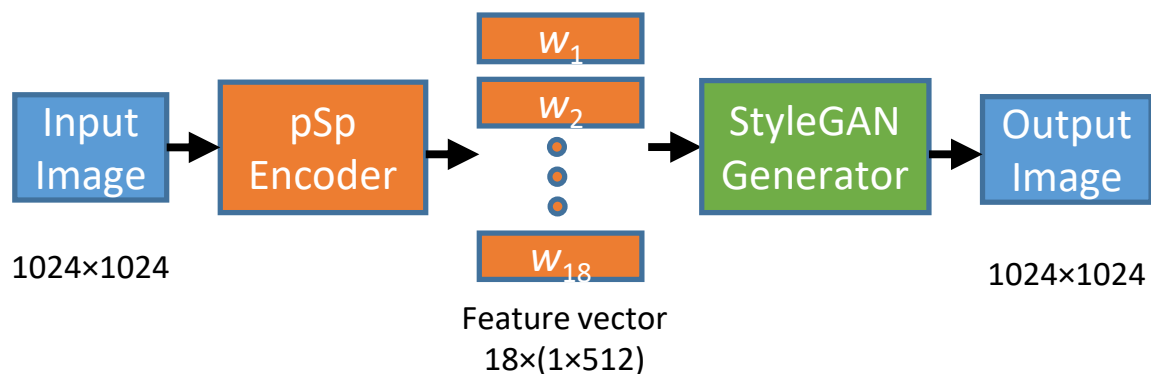 Input
Image
1024×1024
pSp
Encoder
w₁
w₂
w₁₈
Feature vector
18×(1×512)
StyleGAN
Generator
Output
Image
1024×1024